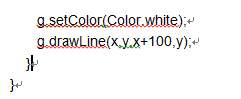 g.setColor(Color.white);
g.drawLine(x,y,x+100,y);
}
}